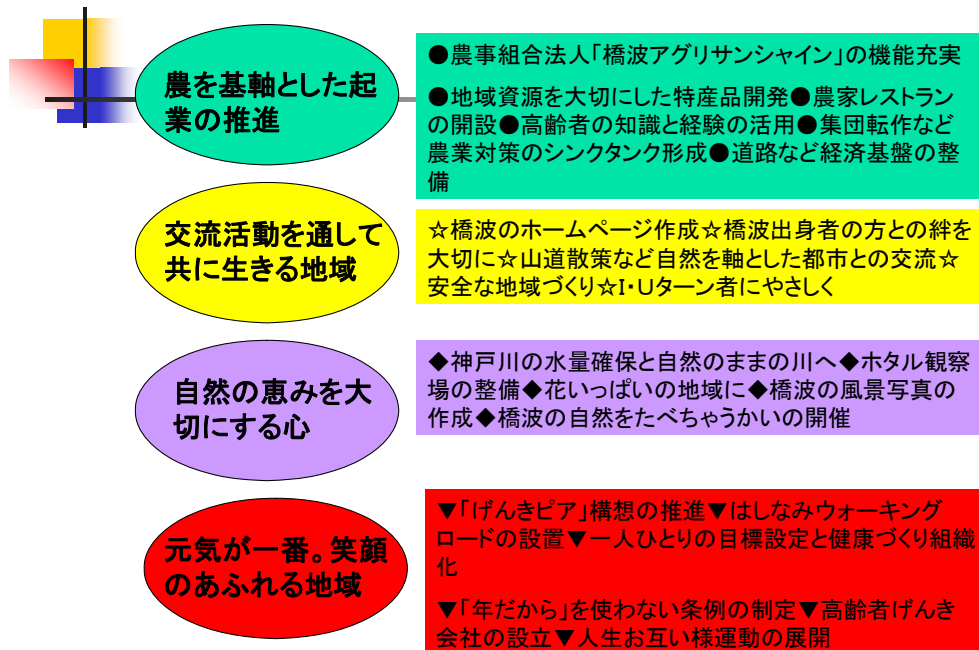 農を基軸とした起
業の推進
●農事組合法人「橋波アグリサンシャイン」の機能充実
●地域資源を大切にした特産品開発●農家レストラン
の開設●高齢者の知識と経験の活用●集団転作など
農業対策のシンクタンク形成●道路など経済基盤の整
備
交流活動を通して
共に生きる地域
☆橋波のホームページ作成☆橋波出身者の方との絆を
大切に☆山道散策など自然を軸とした都市との交流☆
安全な地域づくり☆I・Uターン者にやさしく
自然の恵みを大
切にする心
◆神戸川の水量確保と自然のままの川へ◆ホタル観察
場の整備◆花いっぱいの地域に◆橋波の風景写真の
作成◆橋波の自然をたべちゃうかいの開催
元気が一番。笑顔
のあふれる地域
▼「げんきピア」構想の推進▼はしなみウォーキング
ロードの設置▼一人ひとりの目標設定と健康づくり組織
化
▼「年だから」を使わない条例の制定▼高齢者げんき
会社の設立▼人生お互い様運動の展開